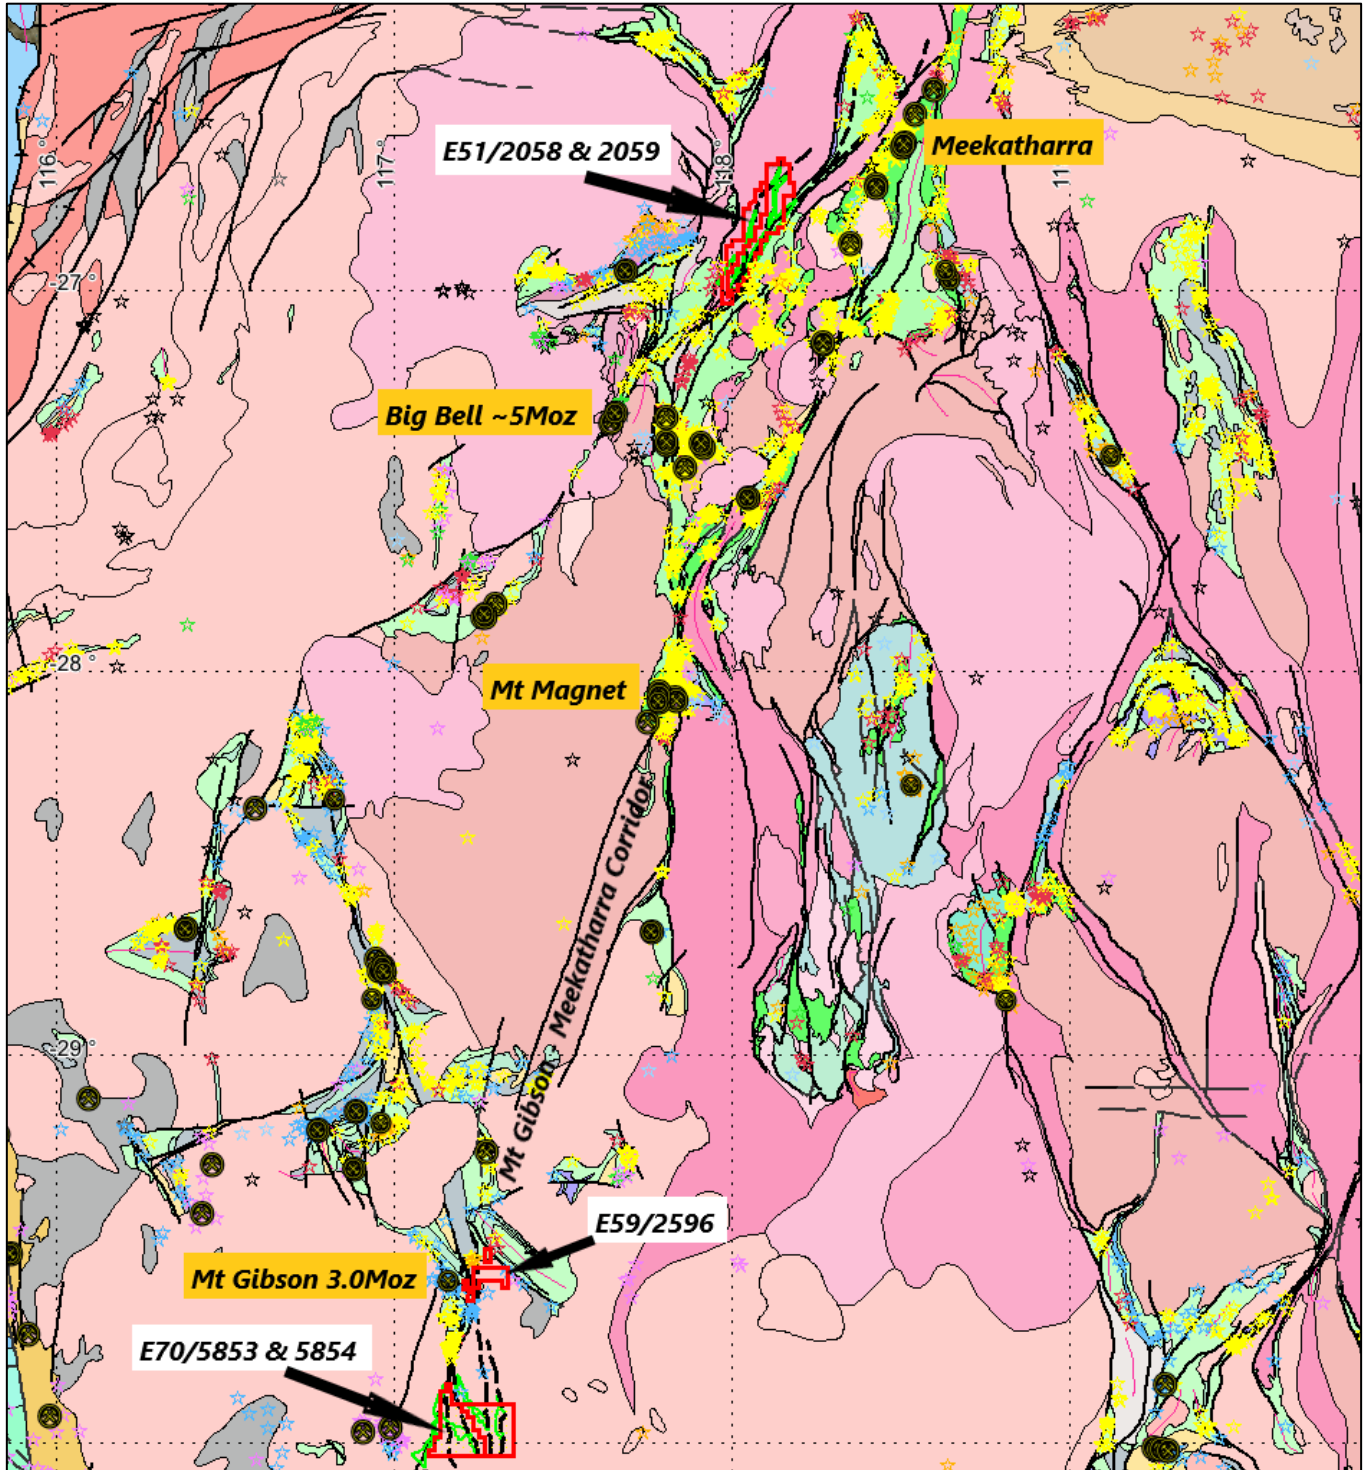 E51/2058 & 2059
Meekatharra
116 °
117 °
118 °
11
-27 °
Big Bell ~5Moz
-28 °
Mt Magnet
Mt Gibson Meekatharra Corridor
-29 °
E59/2596
Mt Gibson 3.0Moz
E70/5853 & 5854